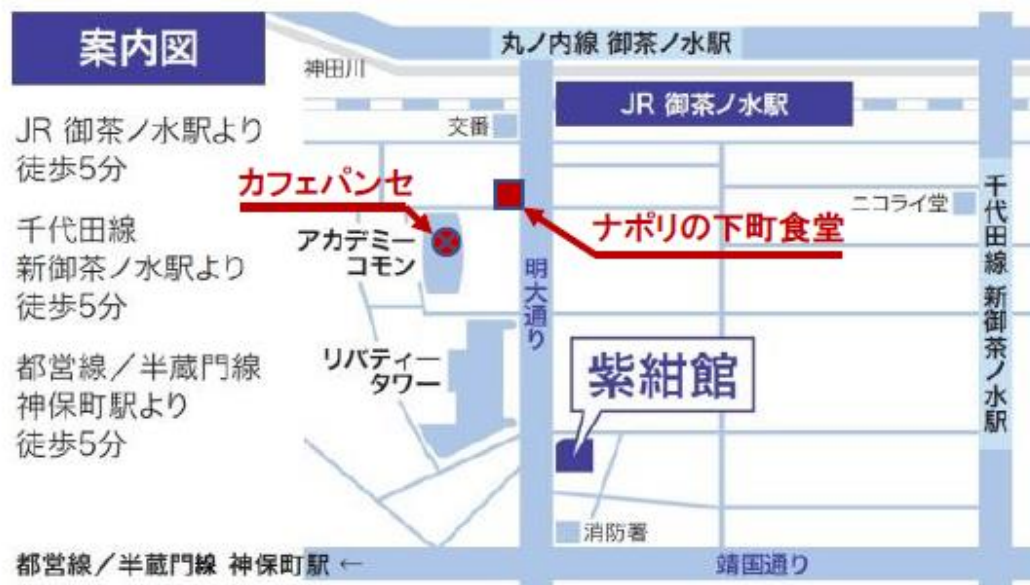 案内図
JR 御茶ノ水駅より
徒歩5分
千代田線
新御茶ノ水駅より
徒歩5分
都営線／半蔵門線
神保町駅より
徒歩5分
丸ノ内線 御茶ノ水駅
神田川
JR 御茶ノ水駅
交番
カフェパンセ
ナポリの下町食堂
ニコライ堂
アカデミー
コモン
明大通り
千代田線 新御茶ノ水駅
リバティー
タワー
紫紺館
消防署
都営線／半蔵門線 神保町駅 ←
靖国通り